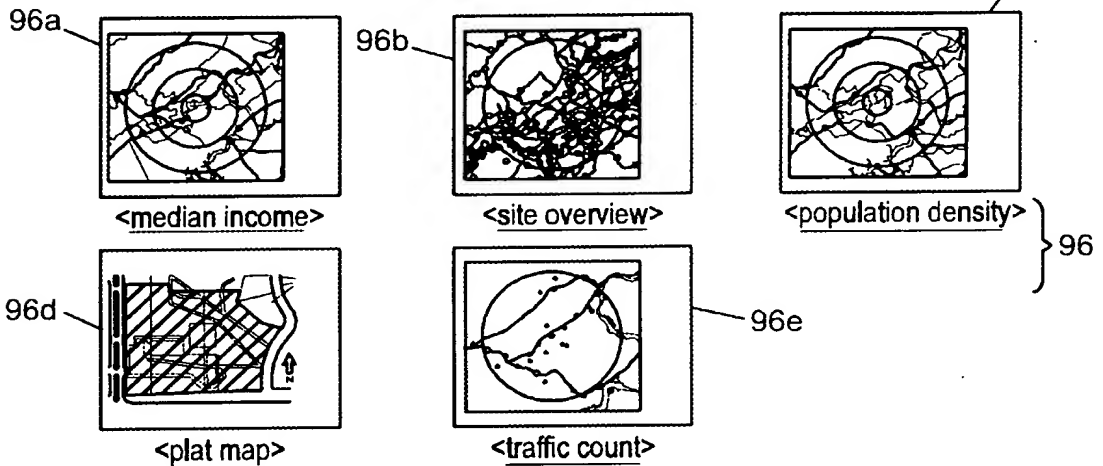 96a
96b
<median income>
<site overview>
<population density>
96
96d
N
96e
<plat map>
<traffic count>